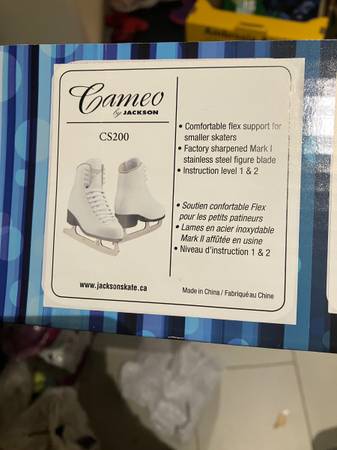 Cameo
by JACKSON
CS200
• Comfortable flex support for
smaller skaters
• Factory sharpened Mark I
stainless steel figure blade
• Instruction level 1 & 2
• Soutien confortable Flex
pour les petits patineurs
• Lames en acier inoxydable
Mark II affûtée en usine
• Niveau d'instruction 1 & 2
www.jacksonskate.ca
Made in China / Fabriqué au Chine